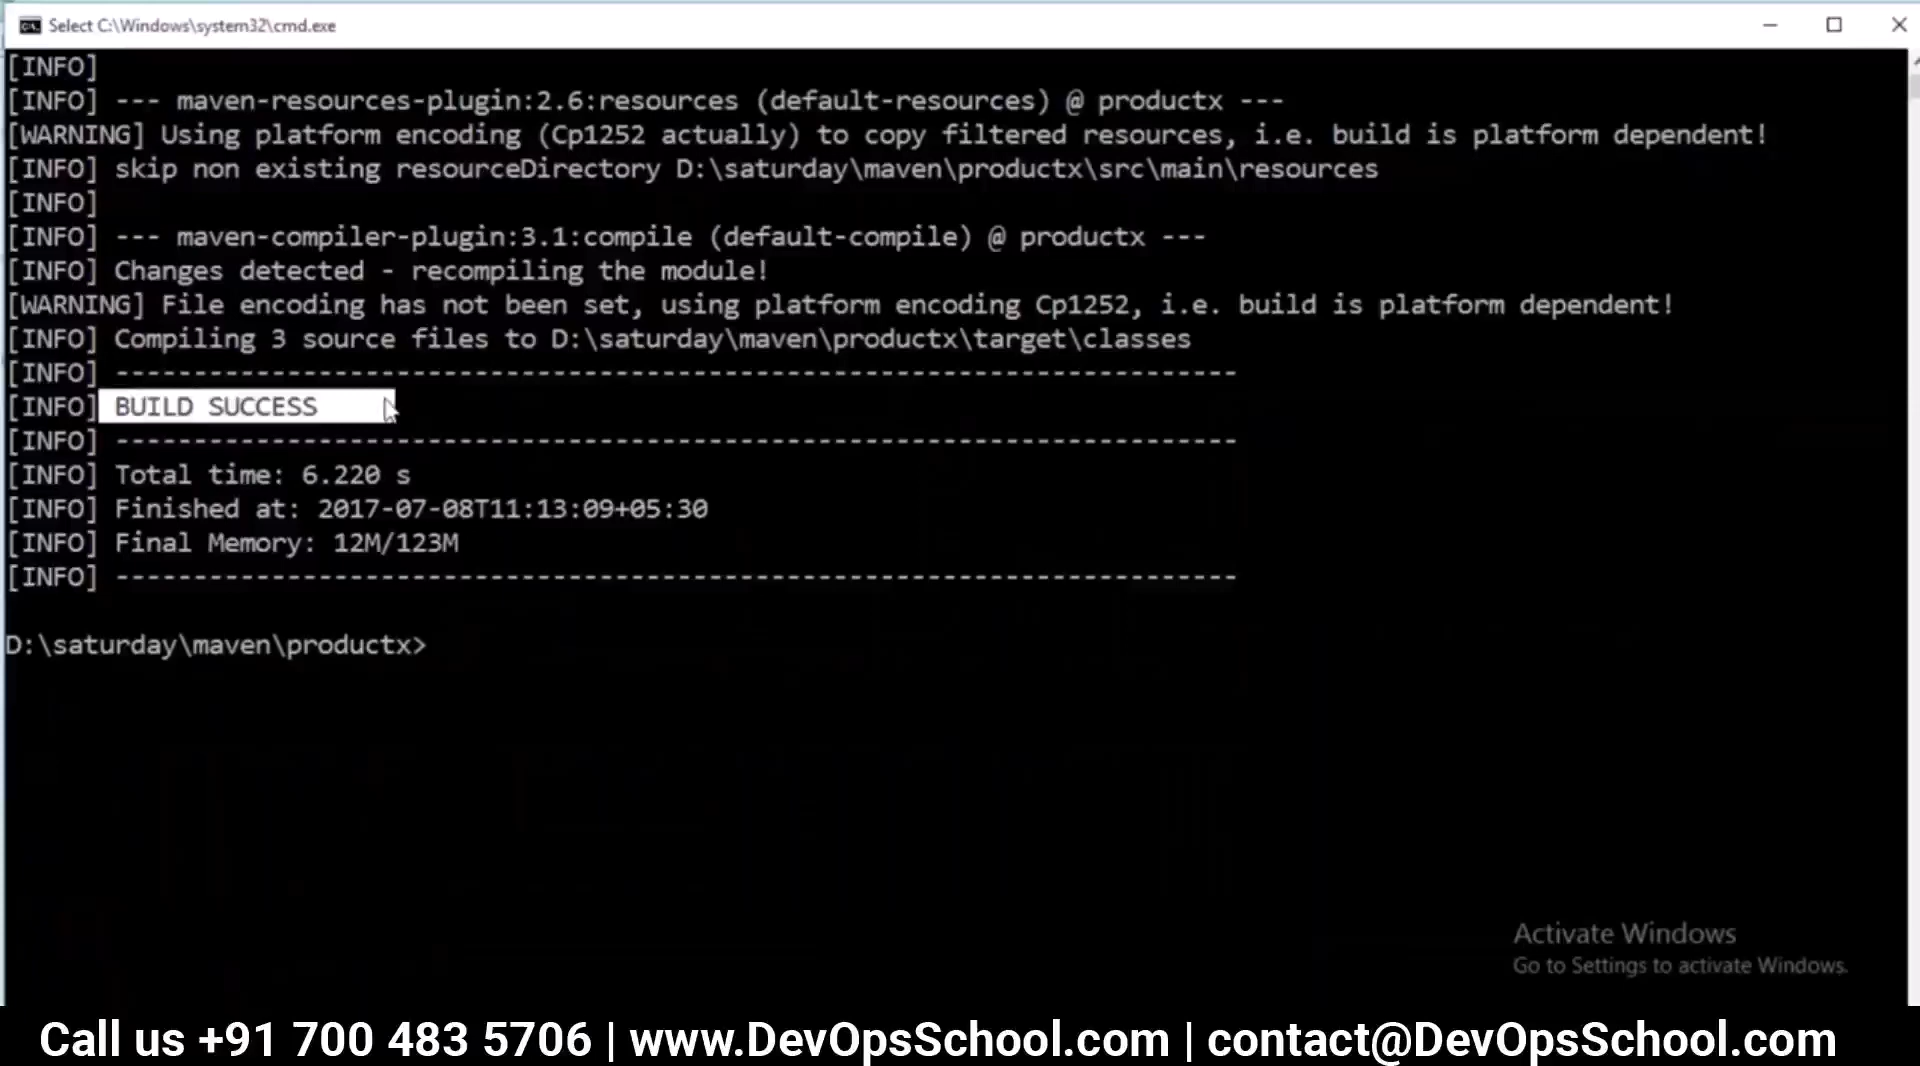 Select C:\Windows\system32\cmd.exe
[INFO]
[INFO] --- maven-resources-plugin:2.6:resources (default-resources) @ productx ---
[WARNING] Using platform encoding (Cp1252 actually) to copy filtered resources, i.e. build is platform dependent!
[INFO] skip non existing resourceDirectory D:\saturday\maven\productx\src\main\resources
[INFO]
[INFO] --- maven-compiler-plugin:3.1:compile (default-compile) @ productx ---
[INFO] Changes detected - recompiling the module!
[WARNING] File encoding has not been set, using platform encoding Cp1252, i.e. build is platform dependent!
[INFO] Compiling 3 source files to D:\saturday\maven\productx\target\classes
[INFO] ------------------------------------------------------------------------
[INFO] BUILD SUCCESS
[INFO] ------------------------------------------------------------------------
[INFO] Total time: 6.220 s
[INFO] Finished at: 2017-07-08T11:13:09+05:30
[INFO] Final Memory: 12M/123M
[INFO] ------------------------------------------------------------------------
D:\saturday\maven\productx>
Activate Windows
Go to Settings to activate Windows.
Call us +91 700 483 5706 | www.DevOpsSchool.com | contact@DevOpsSchool.com